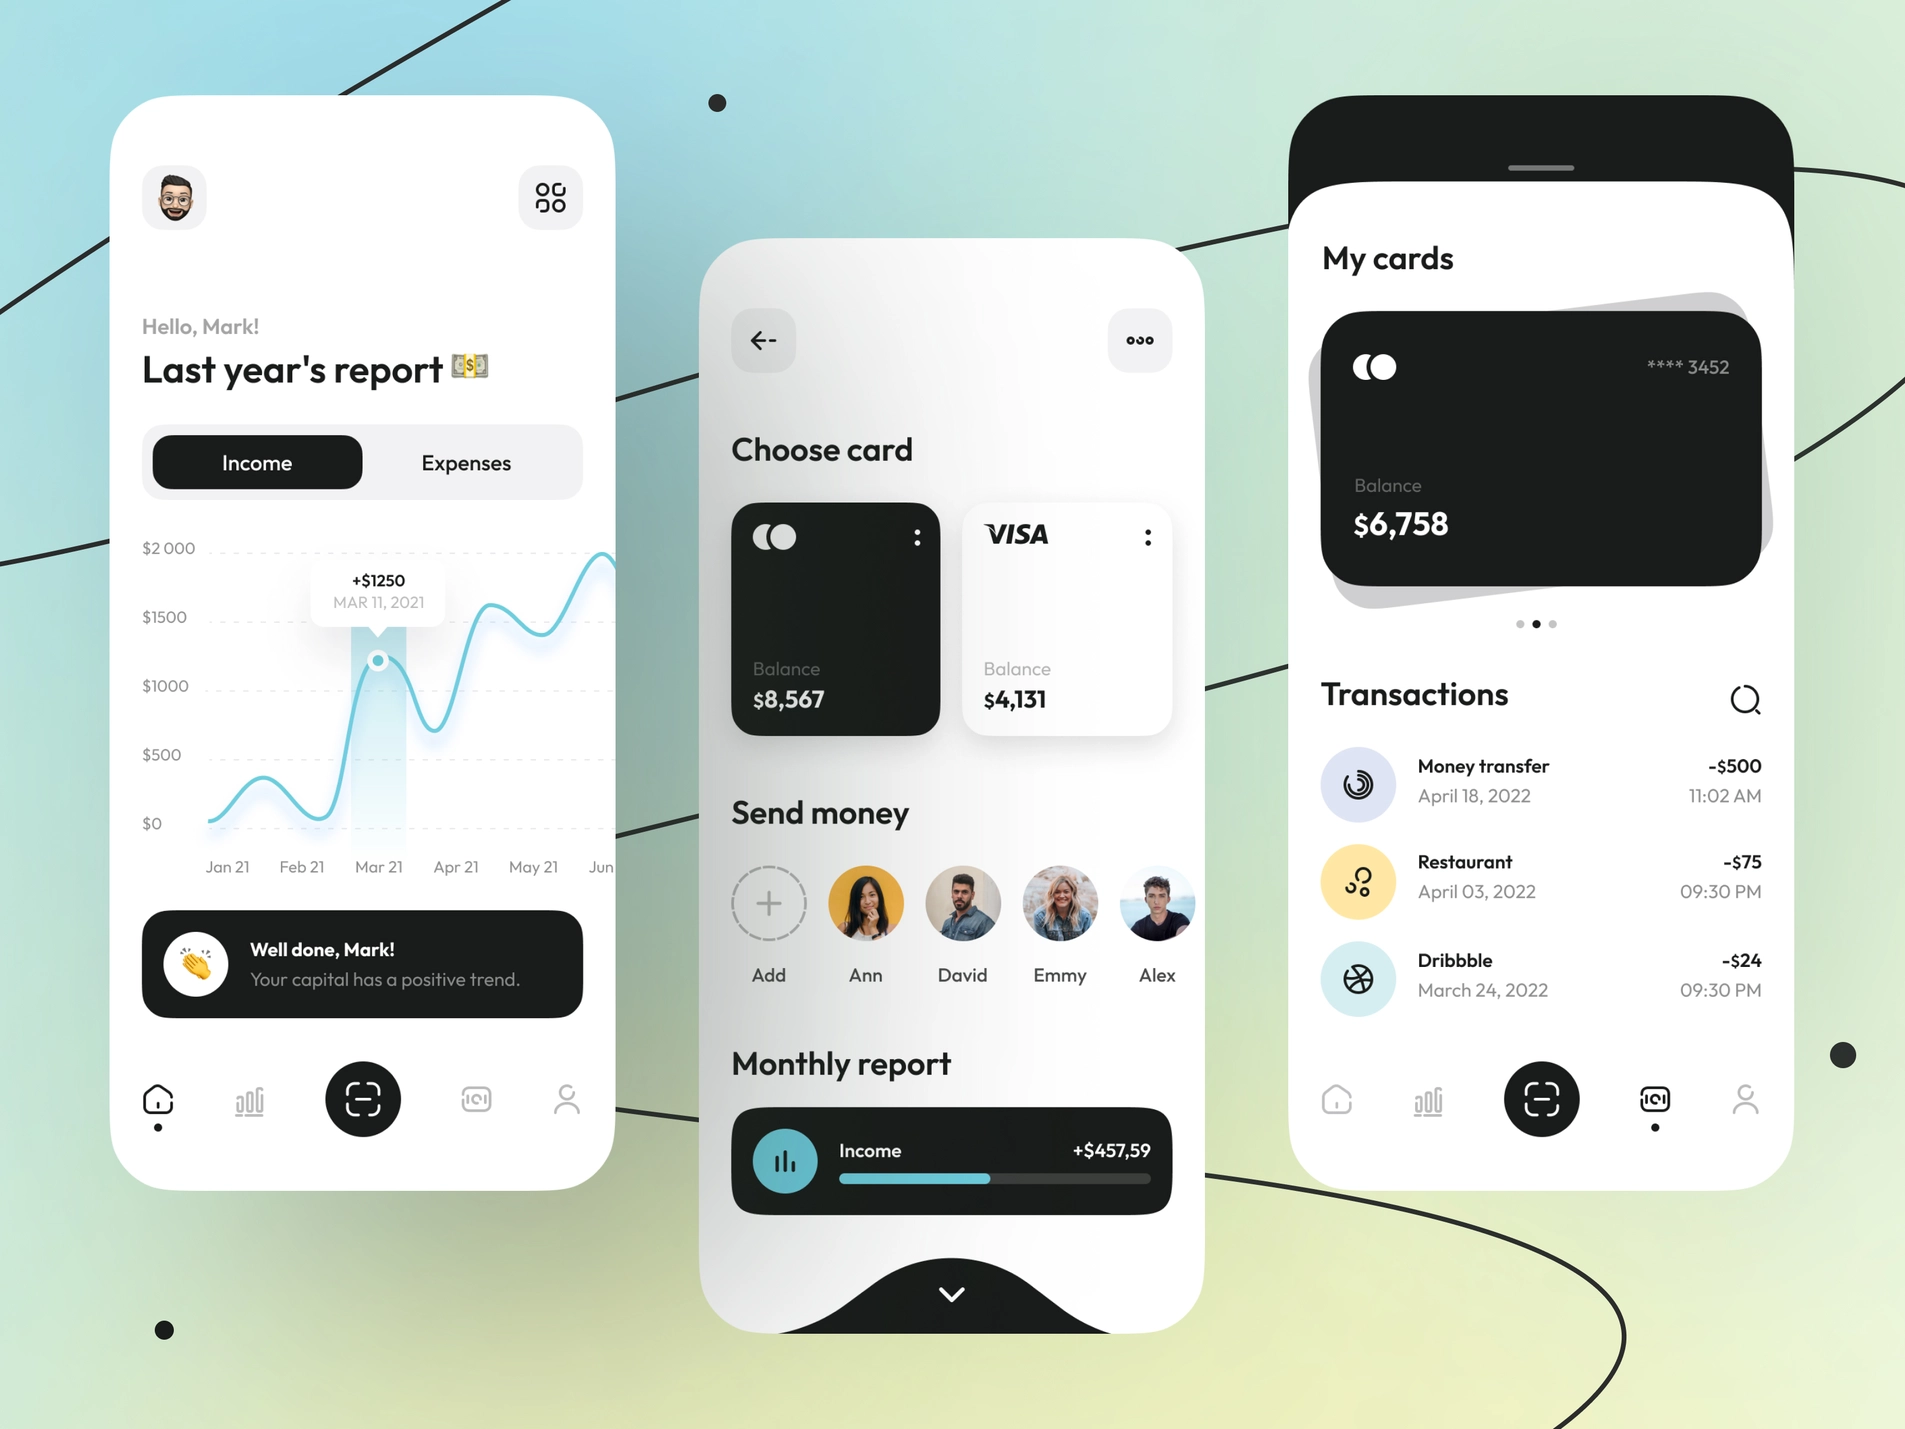 Hello, Mark!
Last year's report
Income
Expenses
$2 000
+$1250
MAR 11, 2021
$1500
$1000
$500
$0
Jan 21
Feb 21
Mar 21
Apr 21
May 21
Jun
Well done, Mark!
Your capital has a positive trend.
Choose card
VISA
Balance
$8,567
Balance
$4,131
Send money
Add
Ann
David
Emmy
Alex
Monthly report
Income
+$457,59
My cards
**** 3452
Balance
$6,758
Transactions
Money transfer
-$500
April 18, 2022
11:02 AM
Restaurant
-$75
April 03, 2022
09:30 PM
Dribbble
-$24
March 24, 2022
09:30 PM